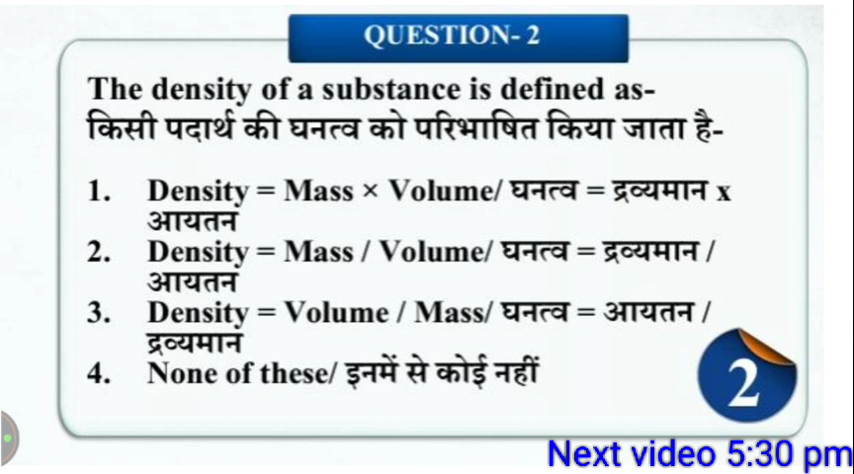 QUESTION- 2
The density of a substance is defined as-
किसी पदार्थ की घनत्व को परिभाषित किया जाता है-
1. Density = Mass × Volume/ घनत्व = द्रव्यमान x
आयतन
2. Density = Mass / Volume/ घनत्व = द्रव्यमान /
आयतन
3. Density = Volume / Mass/ घनत्व = आयतन /
द्रव्यमान
4. None of these/ इनमें से कोई नहीं
2
Next video 5:30 pm